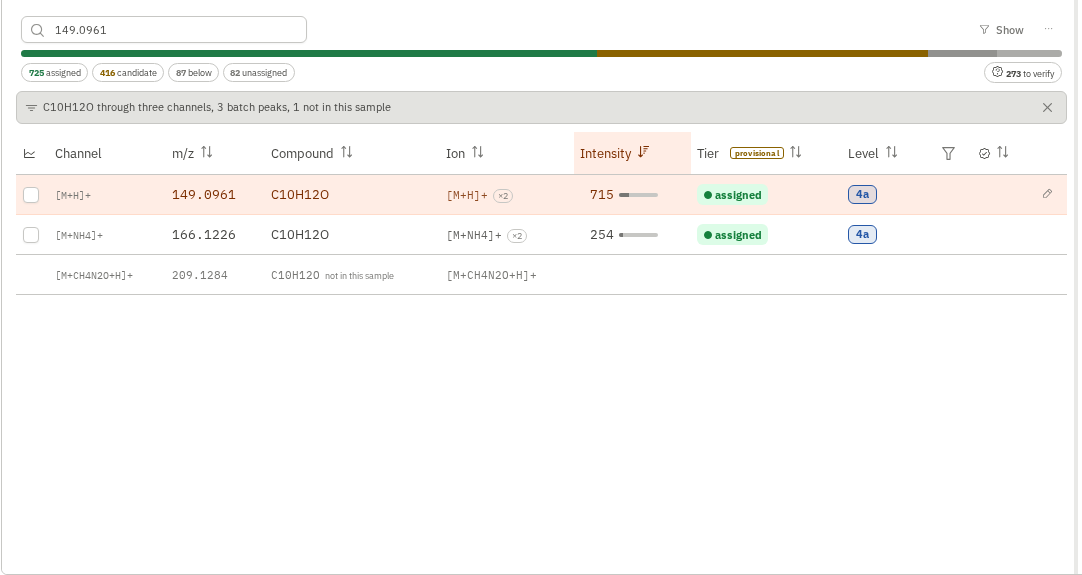 149.0961
Show ...
725 assigned 416 candidate 87 below 82 unassigned 273 to verify
C10H12O through three channels, 3 batch peaks, 1 not in this sample
Channel m/z Compound Ion Intensity Tier provisional Level
[M+H]+ 149.0961 C10H12O [M+H]+ ×2 715 assigned 4a
[M+NH4]+ 166.1226 C10H12O [M+NH4]+ ×2 254 assigned 4a
[M+CH4N2O+H]+ 209.1284 C10H12O not in this sample [M+CH4N2O+H]+